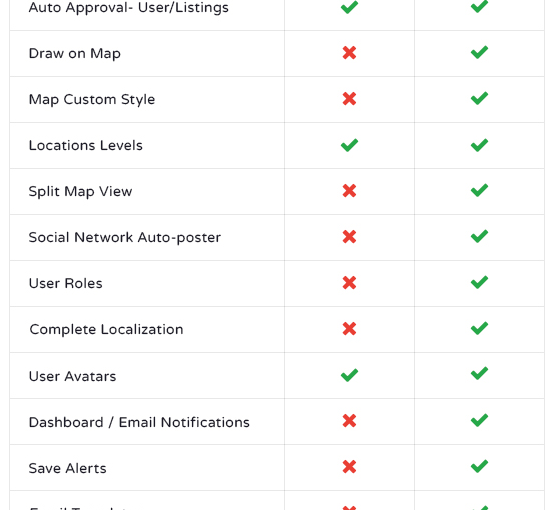 Auto Approval- User/Listings
Draw on Map
Map Custom Style
Locations Levels
Split Map View
Social Network Auto-poster
User Roles
Complete Localization
User Avatars
Dashboard / Email Notifications
Save Alerts